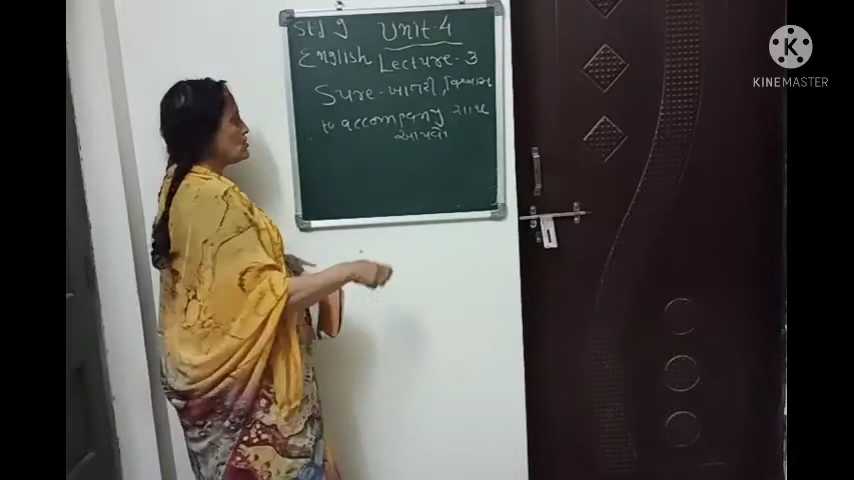 Std 9 Unit-4
English Lecture-3
Sure - ખાતરી, વિશ્વાસ
to accompany સાથ
આપવો
KINEMASTER